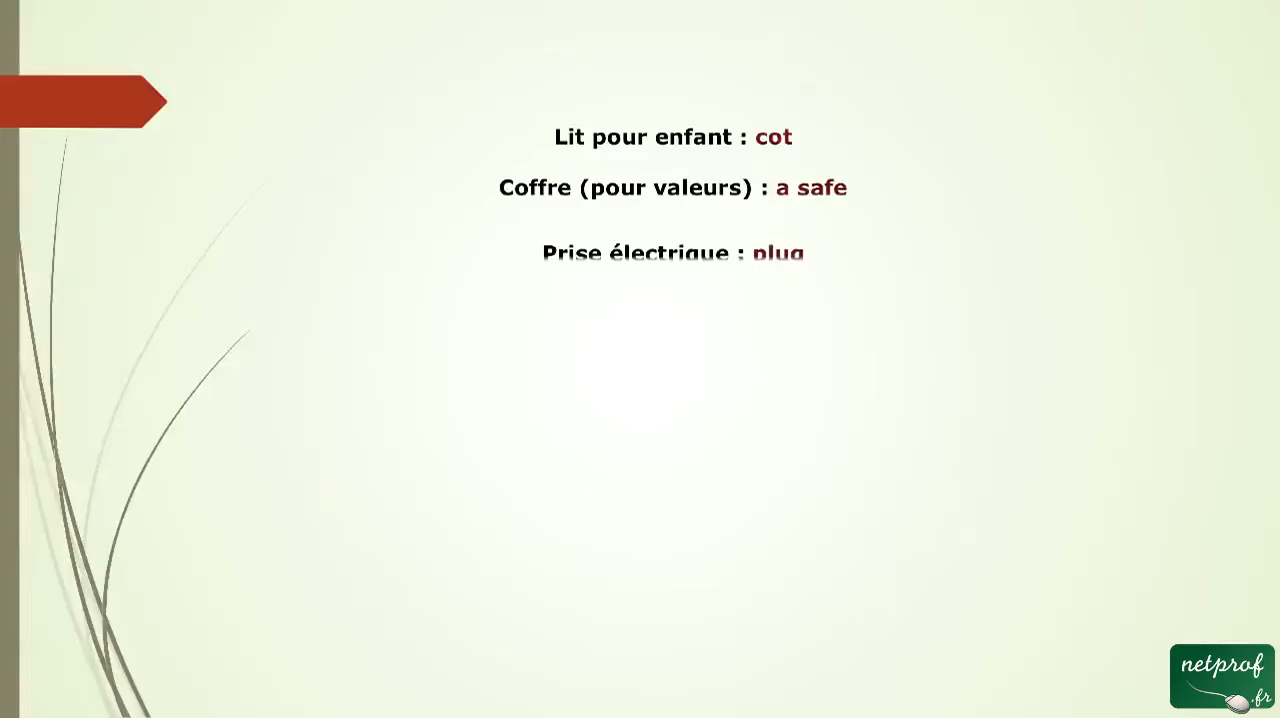 Lit pour enfant : cot
Coffre (pour valeurs) : a safe
Prise électrique : plug
netprof
.fr